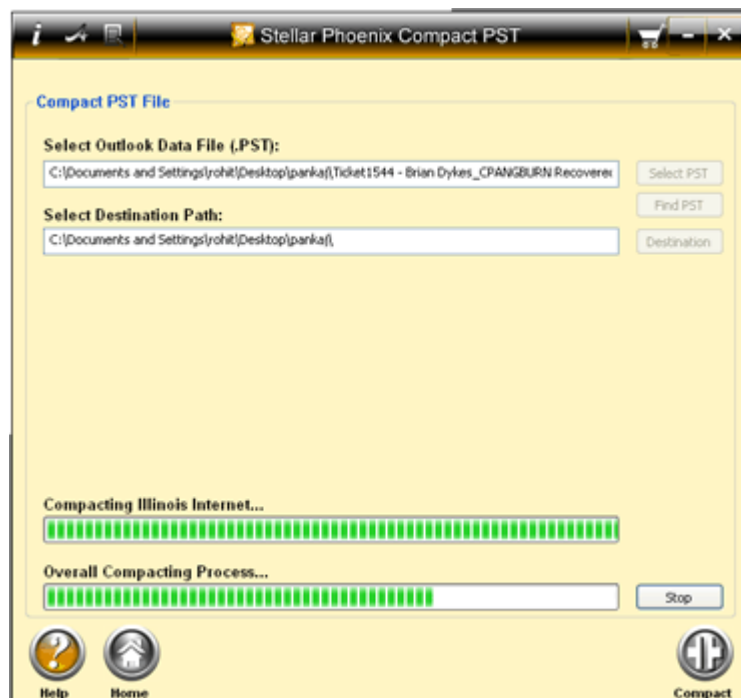 Stellar Phoenix Compact PST
Compact PST File
Select Outlook Data File (.PST):
C:\Documents and Settings\rohit\Desktop\pankaj\,Ticket1544 - Brian Dykes_CPANGBURN Recovered
Select PST
Find PST
Select Destination Path:
C:\Documents and Settings\rohit\Desktop\pankaj\,
Destination
Compacting Illinois Internet...
Overall Compacting Process...
Stop
Help
Home
Compact